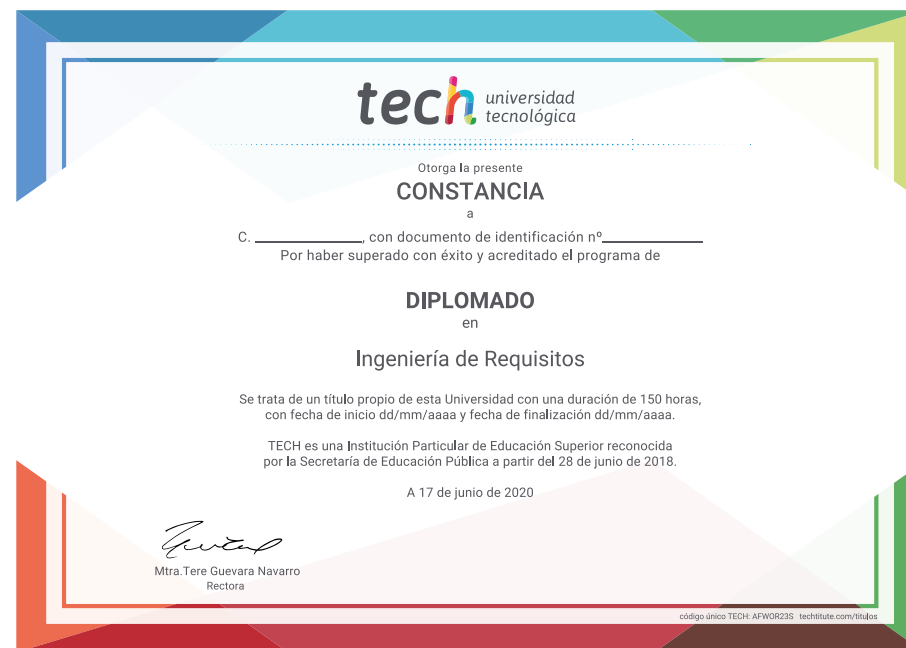 tech universidad
tecnológica
Otorga la presente
CONSTANCIA
a
C. ______________, con documento de identificación nº_____________
Por haber superado con éxito y acreditado el programa de
DIPLOMADO
en
Ingeniería de Requisitos
Se trata de un título propio de esta Universidad con una duración de 150 horas,
con fecha de inicio dd/mm/aaaa y fecha de finalización dd/mm/aaaa.
TECH es una Institución Particular de Educación Superior reconocida
por la Secretaría de Educación Pública a partir del 28 de junio de 2018.
A 17 de junio de 2020
Mtra.Tere Guevara Navarro
Rectora
código único TECH: AFWOR23S techtitute.com/titulos